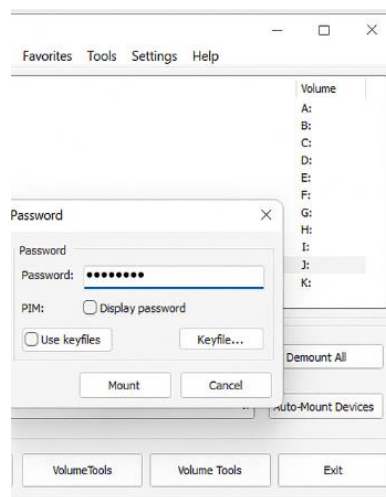 Favorites Tools Settings Help
Volume
A:
B:
C:
D:
E:
F:
G:
H:
I:
J:
K:
Password
Password
Password: ●●●●●●●●
PIM: Display password
Use keyfiles Keyfile...
Mount Cancel
Demount All
Auto-Mount Devices
VolumeTools Volume Tools Exit